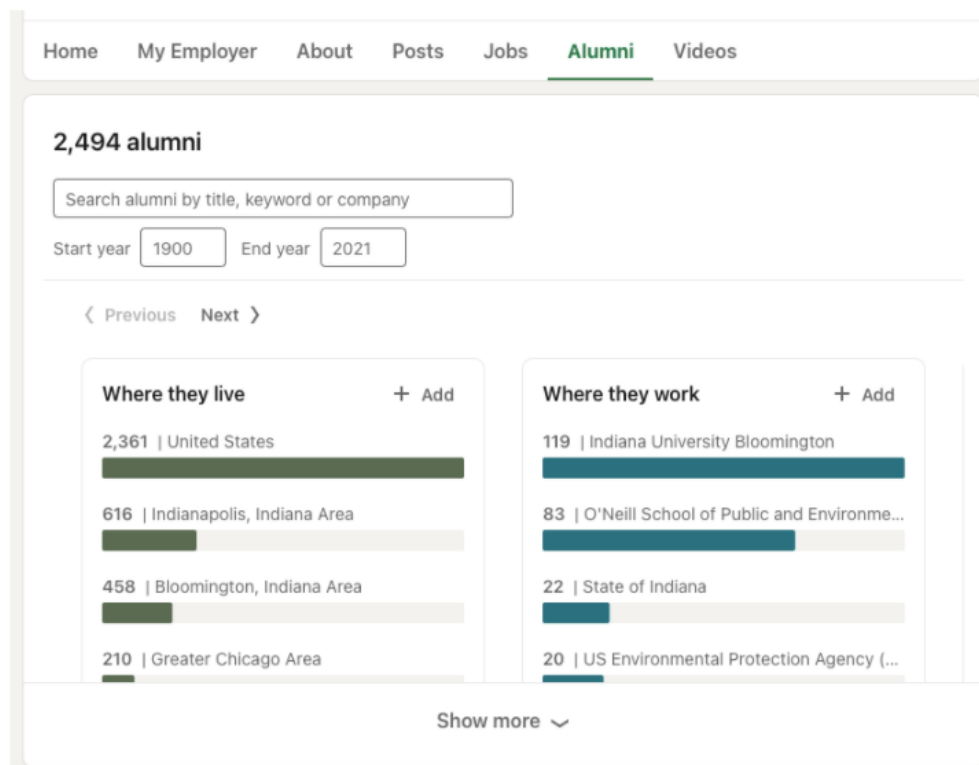 Home My Employer About Posts Jobs Alumni Videos
2,494 alumni
Search alumni by title, keyword or company
Start year 1900 End year 2021
Previous Next
Where they live + Add
2,361 | United States
616 | Indianapolis, Indiana Area
458 | Bloomington, Indiana Area
210 | Greater Chicago Area
Where they work + Add
119 | Indiana University Bloomington
83 | O'Neill School of Public and Environme...
22 | State of Indiana
20 | US Environmental Protection Agency (...
Show more